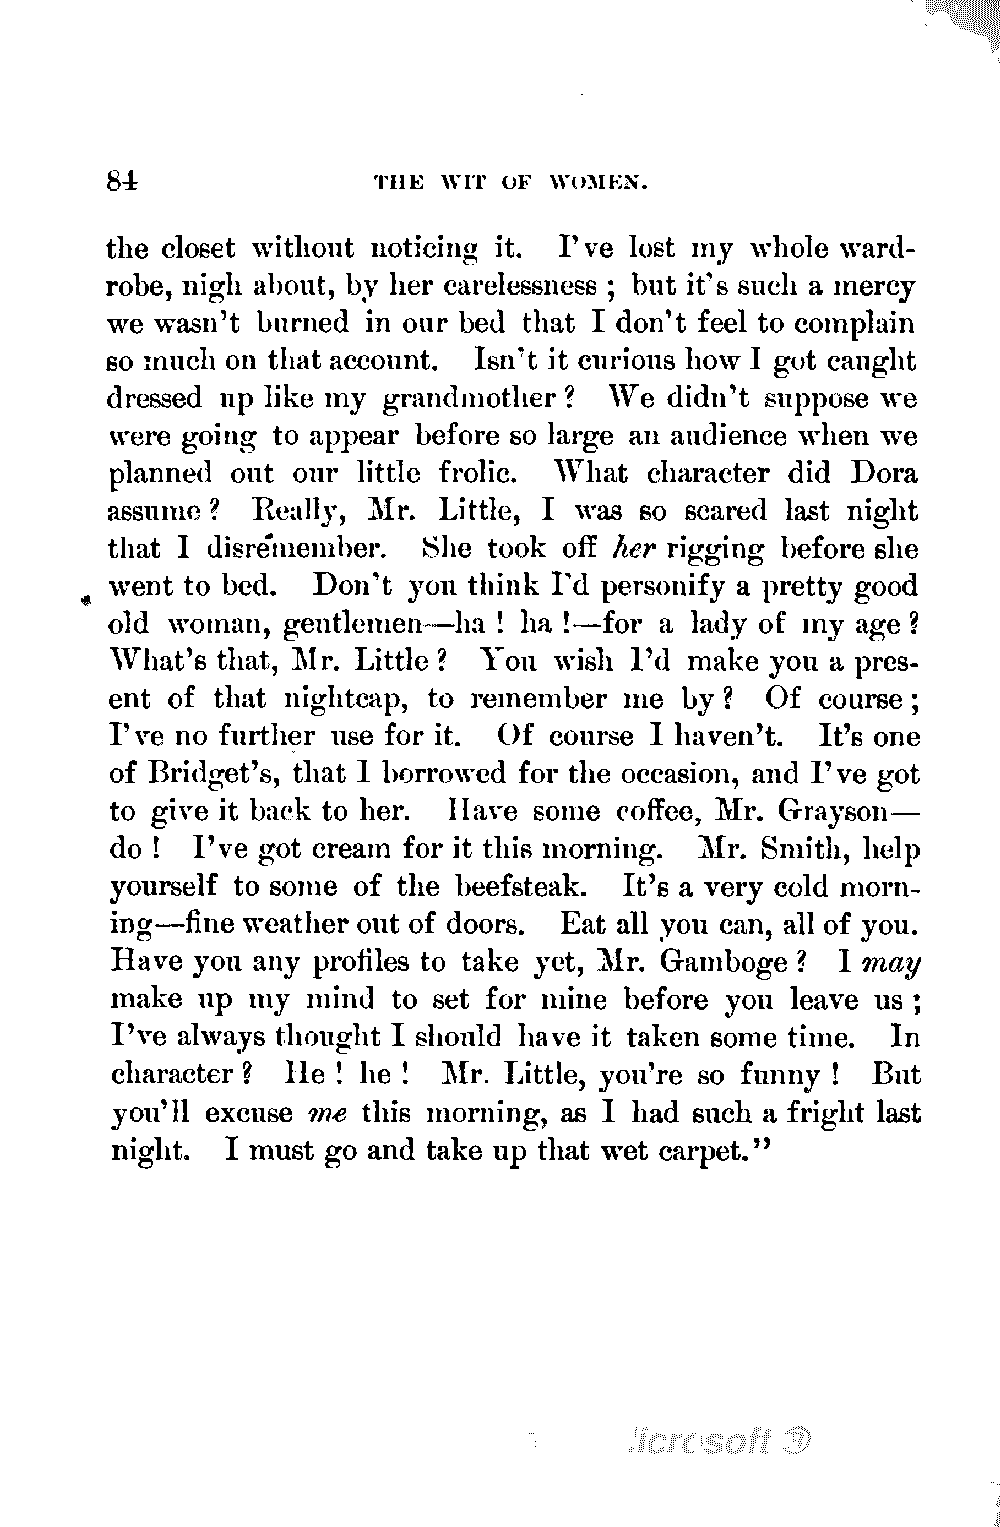 84 THE WIT OF WOMEN.
the closet without noticing it. I've lost my whole ward-
robe, nigh about, by her carelessness ; but it's such a mercy
we wasn't burned in our bed that I don't feel to complain
so much on that account. Isn't it curious how I got caught
dressed up like my grandmother ? We didn't suppose we
were going to appear before so large an audience when we
planned out our little frolic. What character did Dora
assume ? Really, Mr. Little, I was so scared last night
that I disremember. She took off her rigging before she
went to bed. Don't you think I'd personify a pretty good
old woman, gentlemen—ha ! ha !—for a lady of my age ?
What's that, Mr. Little ? You wish I'd make you a pres-
ent of that nightcap, to remember me by ? Of course ;
I've no further use for it. Of course I haven't. It's one
of Bridget's, that I borrowed for the occasion, and I've got
to give it back to her. Have some coffee, Mr. Grayson—
do ! I've got cream for it this morning. Mr. Smith, help
yourself to some of the beefsteak. It's a very cold morn-
ing—fine weather out of doors. Eat all you can, all of you.
Have you any profiles to take yet, Mr. Gamboge ? I may
make up my mind to set for mine before you leave us ;
I've always thought I should have it taken some time. In
character ? He ! he ! Mr. Little, you're so funny ! But
you'll excuse me this morning, as I had such a fright last
night. I must go and take up that wet carpet."